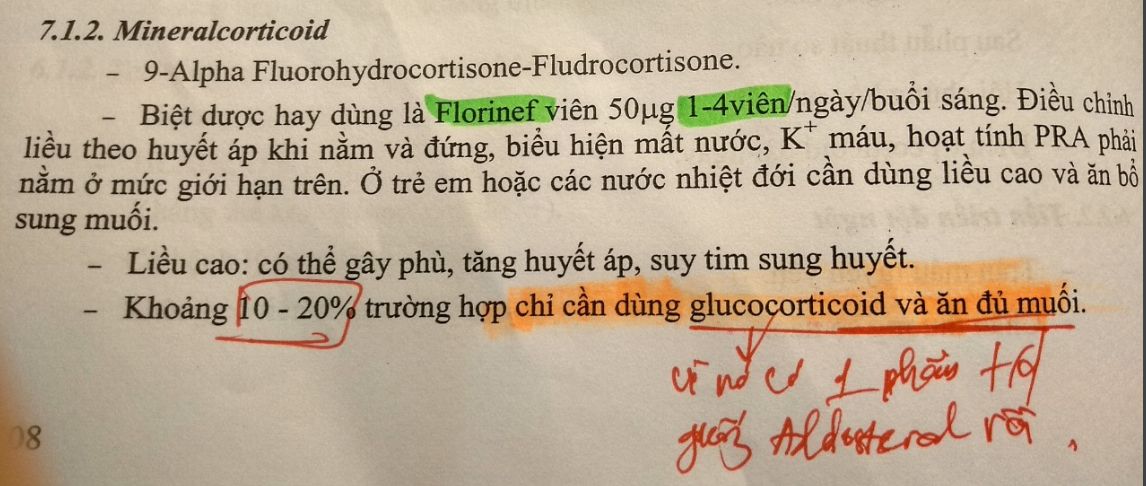 7.1.2. Mineralcorticoid
– 9-Alpha Fluorohydrocortisone-Fludrocortisone.
– Biệt dược hay dùng là Florinef viên 50µg 1-4viên/ngày/buổi sáng. Điều chỉnh
liều theo huyết áp khi nằm và đứng, biểu hiện mất nước, K⁺ máu, hoạt tính PRA phải
nằm ở mức giới hạn trên. Ở trẻ em hoặc các nước nhiệt đới cần dùng liều cao và ăn bổ
sung muối.
– Liều cao: có thể gây phù, tăng huyết áp, suy tim sung huyết.
– Khoảng 10 - 20% trường hợp chỉ cần dùng glucocorticoid và ăn đủ muối.
vì nó có 1 phần td
giống Aldosterol rồi.
08